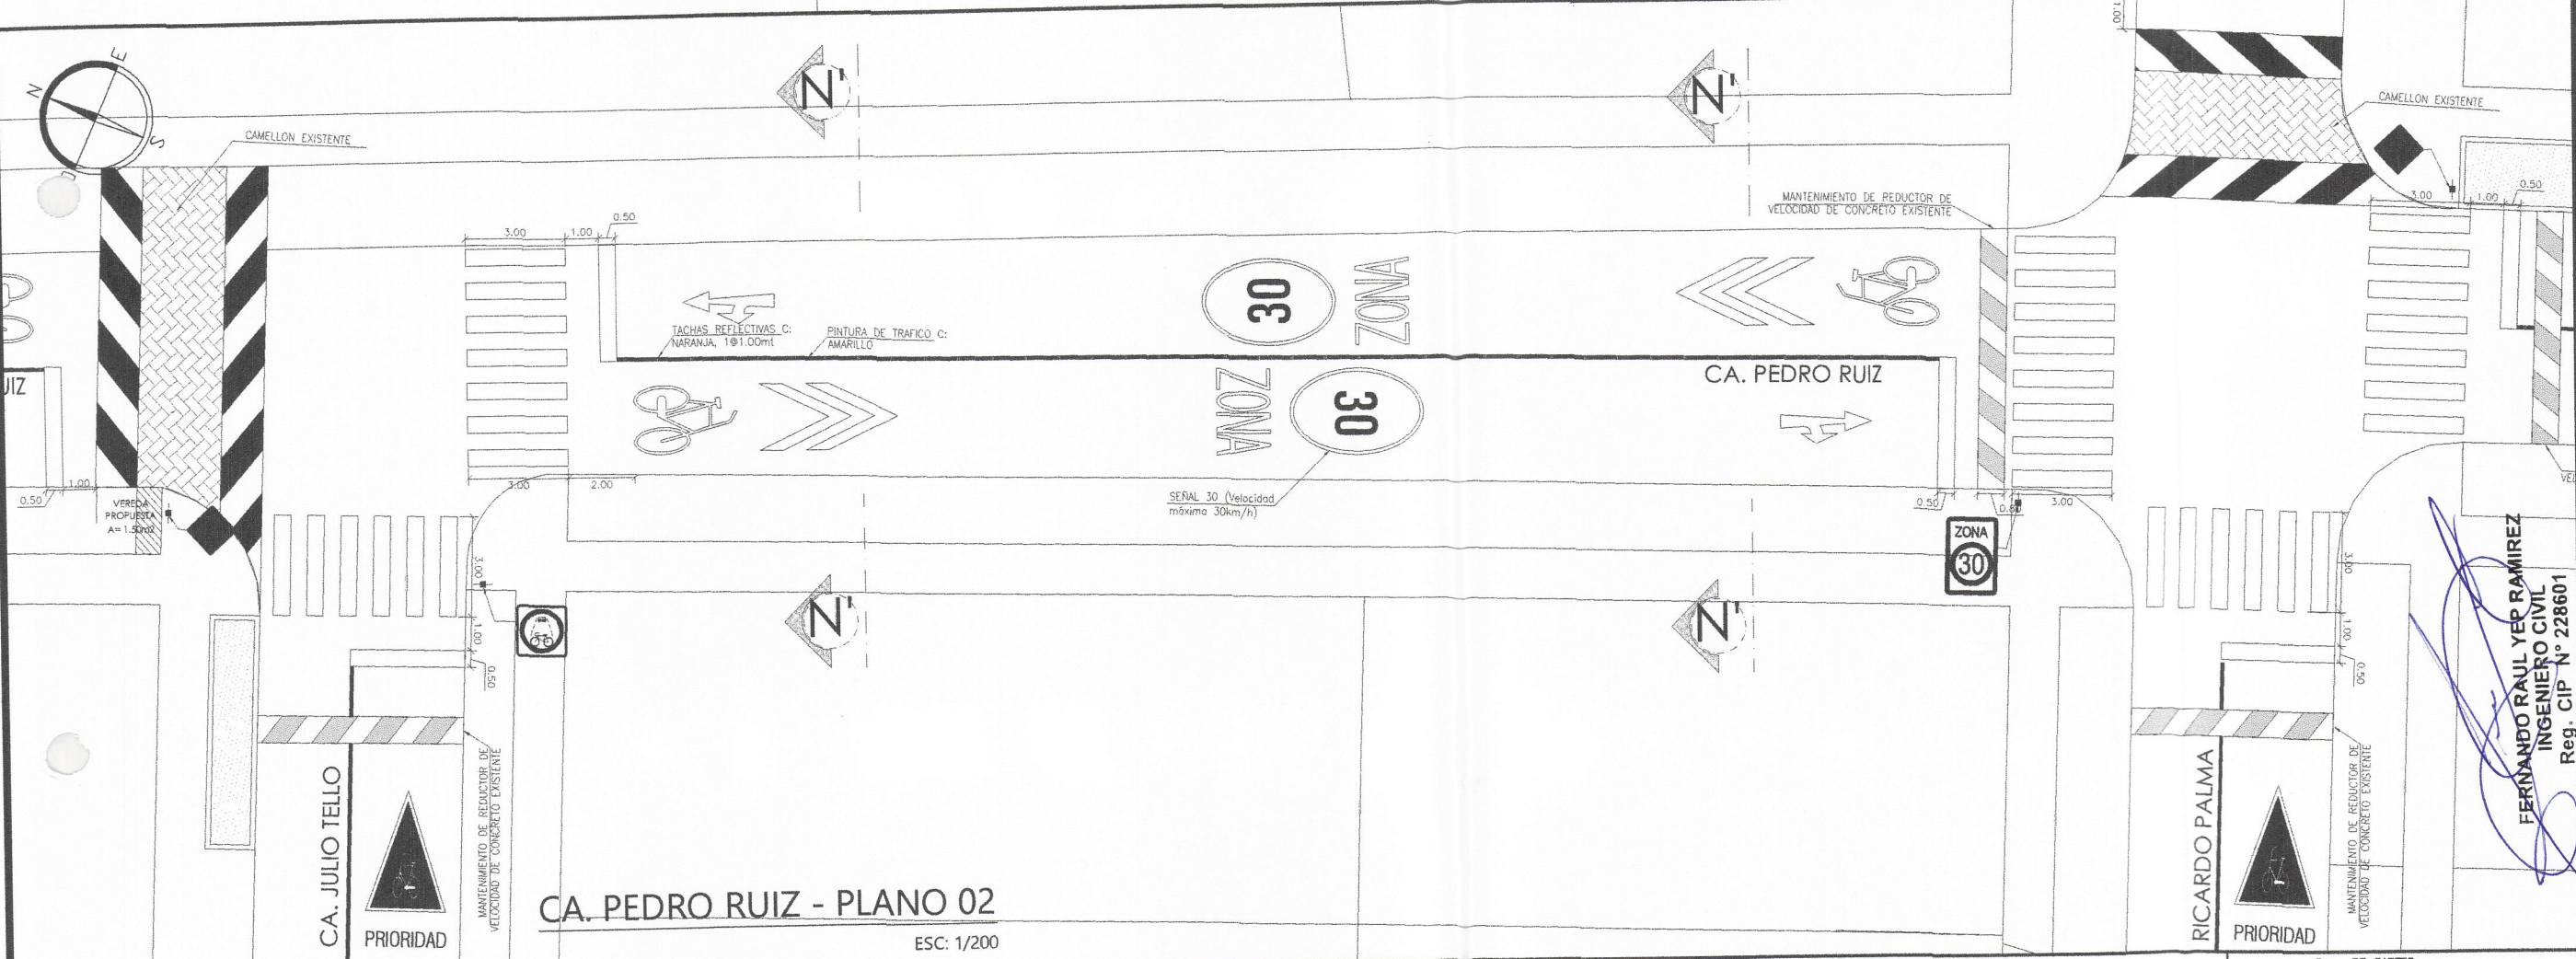 N
E
S
CAMELLON EXISTENTE
N'
N'
1.00
CAMELLON EXISTENTE
MANTENIMIENTO DE REDUCTOR DE
VELOCIDAD DE CONCRETO EXISTENTE
3.00
1.00
0.50
3.00
1.00
0.50
30
ZONA
TACHAS REFLECTIVAS C:
NARANJA, 1@1.00mt
PINTURA DE TRAFICO C:
AMARILLO
ZONA
30
CA. PEDRO RUIZ
UIZ
0.50
1.00
VEREDA
PROPUESTA
A= 1.50m2
3.00
2.00
SEÑAL 30 (Velocidad
máxima 30km/h)
0.50
3.00
ZONA
30
3.00
1.00
0.50
N'
N'
3.00
1.00
0.50
VEL
CA. JULIO TELLO
PRIORIDAD
MANTENIMIENTO DE REDUCTOR DE
VELOCIDAD DE CONCRETO EXISTENTE
CA. PEDRO RUIZ - PLANO 02
ESC: 1/200
RICARDO PALMA
PRIORIDAD
MANTENIMIENTO DE REDUCTOR DE
VELOCIDAD DE CONCRETO EXISTENTE
FERNANDO RAUL YEP RAMIREZ
INGENIERO CIVIL
Reg. CIP N° 228601